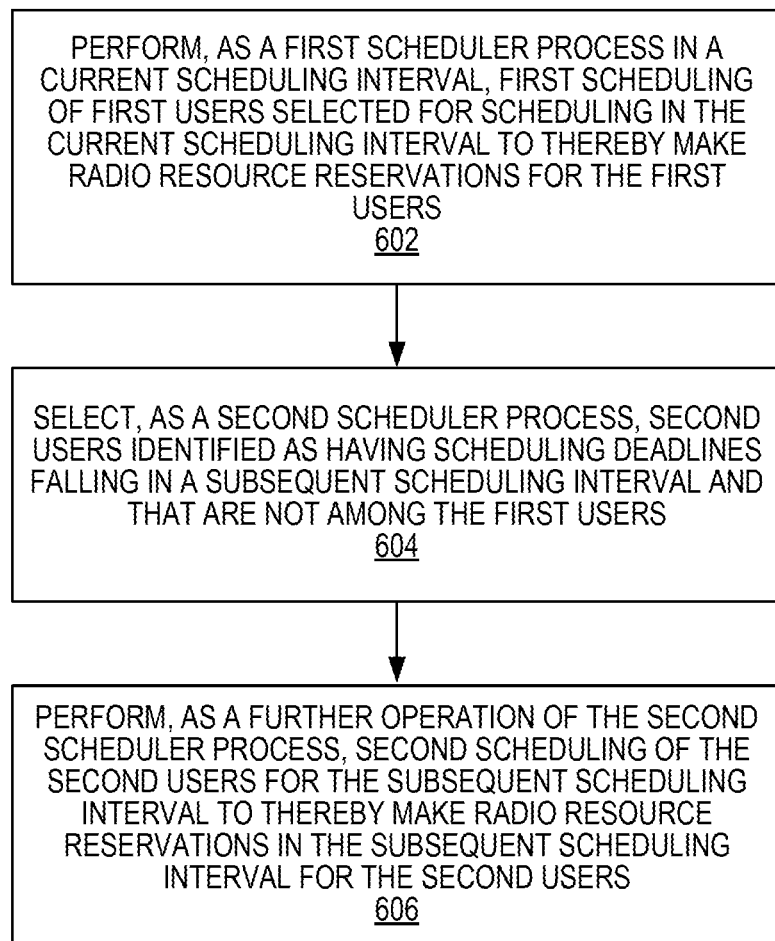 PERFORM, AS A FIRST SCHEDULER PROCESS IN A
CURRENT SCHEDULING INTERVAL, FIRST SCHEDULING
OF FIRST USERS SELECTED FOR SCHEDULING IN THE
CURRENT SCHEDULING INTERVAL TO THEREBY MAKE
RADIO RESOURCE RESERVATIONS FOR THE FIRST
USERS
602
SELECT, AS A SECOND SCHEDULER PROCESS, SECOND
USERS IDENTIFIED AS HAVING SCHEDULING DEADLINES
FALLING IN A SUBSEQUENT SCHEDULING INTERVAL AND
THAT ARE NOT AMONG THE FIRST USERS
604
PERFORM, AS A FURTHER OPERATION OF THE SECOND
SCHEDULER PROCESS, SECOND SCHEDULING OF THE
SECOND USERS FOR THE SUBSEQUENT SCHEDULING
INTERVAL TO THEREBY MAKE RADIO RESOURCE
RESERVATIONS IN THE SUBSEQUENT SCHEDULING
INTERVAL FOR THE SECOND USERS
606